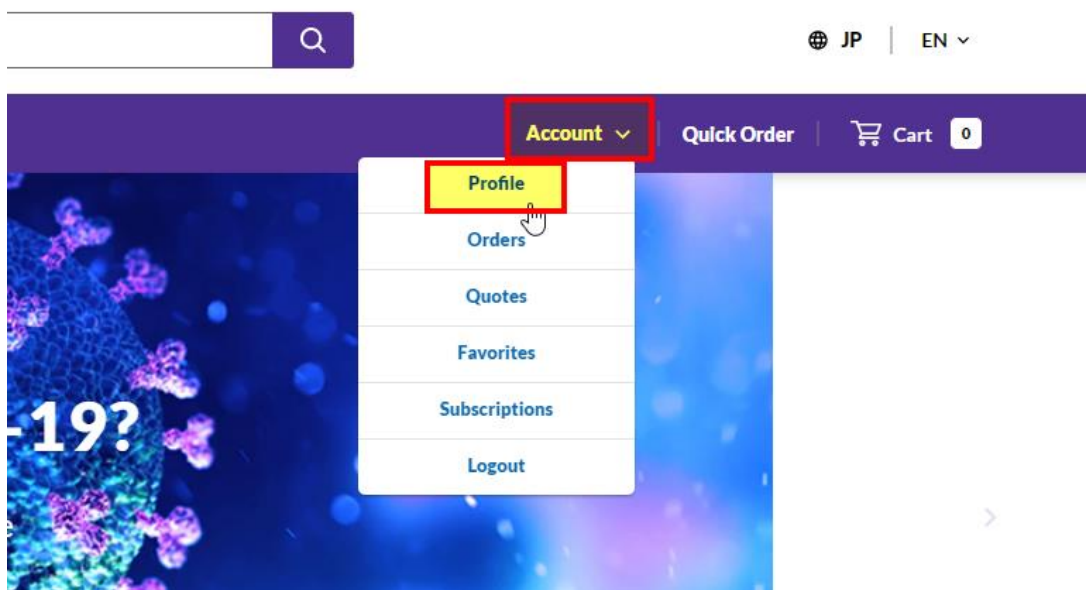 JP EN
Account Quick Order Cart 0
Profile
Orders
Quotes
Favorites
Subscriptions
Logout
-19?